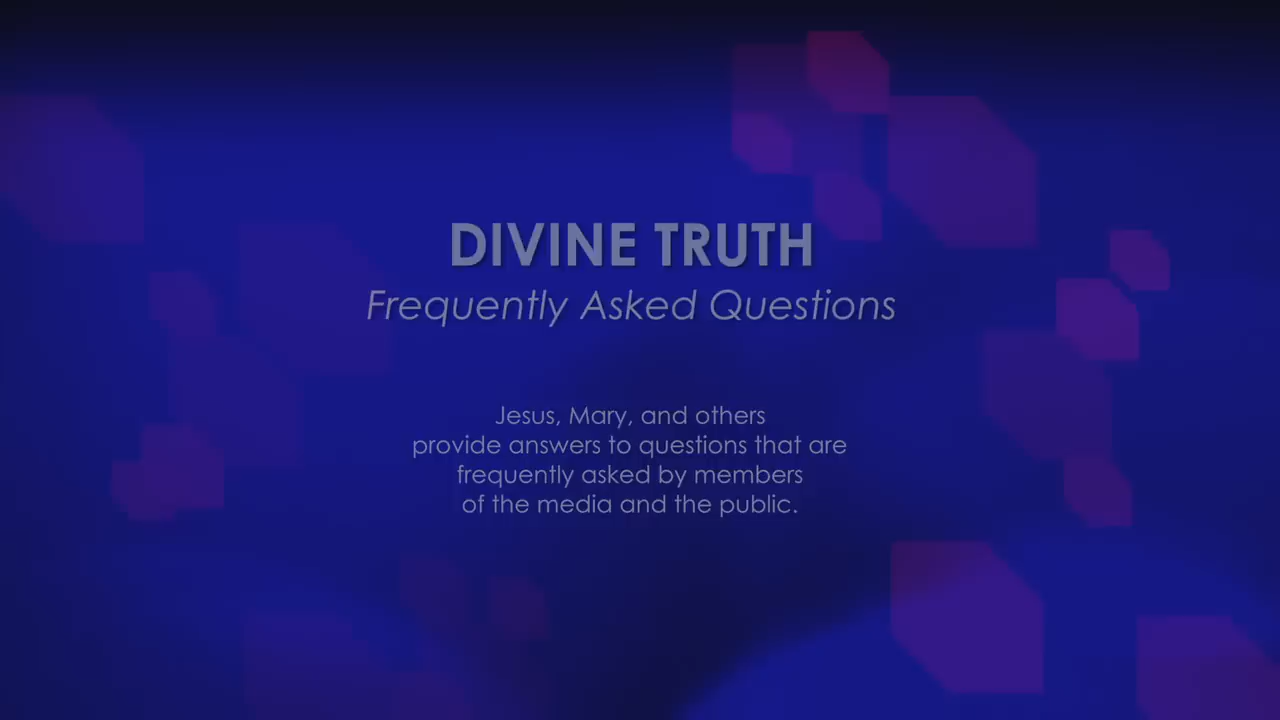 DIVINE TRUTH
Frequently Asked Questions
Jesus, Mary, and others
provide answers to questions that are
frequently asked by members
of the media and the public.